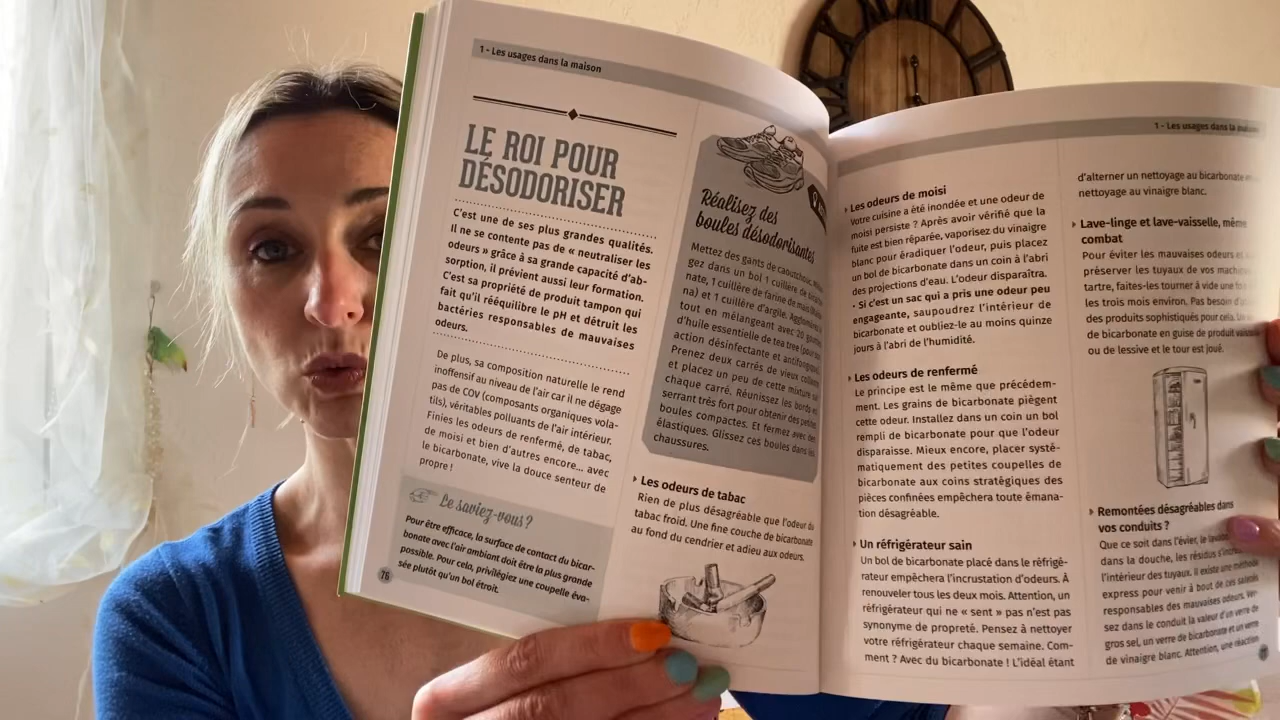 1 - Les usages dans la maison
LE ROI POUR
DÉSODORISER
C'est une de ses plus grandes qualités.
Il ne se contente pas de « neutraliser les
odeurs » grâce à sa grande capacité d'ab-
sorption, il prévient aussi leur formation.
C'est sa propriété de produit tampon qui
fait qu'il rééquilibre le pH et détruit les
bactéries responsables de mauvaises
odeurs.
De plus, sa composition naturelle le rend
inoffensif au niveau de l'air car il ne dégage
pas de COV (composants organiques vola-
tils), véritables polluants de l'air intérieur.
Finies les odeurs de renfermé, de tabac,
de moisi et bien d'autres encore... avec
le bicarbonate, vive la douce senteur de
propre !
Le saviez-vous ?
Pour être efficace, la surface de contact du bicar-
bonate avec l'air ambiant doit être la plus grande
possible. Pour cela, privilégiez une coupelle éva-
sée plutôt qu'un bol étroit.
76
Réalisez des
boules désodorisantes
Mettez des gants de caoutchouc.
gez dans un bol 1 cuillère de
nate, 1 cuillère de farine de maïs
na) et 1 cuillère d'argile.
tout en mélangeant avec 20
d'huile essentielle de tea tree
action désinfectante et
Prenez deux carrés de vieux
et placez un peu de cette mixture
chaque carré. Réunissez les bords
serrant très fort pour obtenir des petites
boules compactes. Et fermez avec des
élastiques. Glissez ces boules dans les
chaussures.
Les odeurs de tabac
Rien de plus désagréable que l'odeur du
tabac froid. Une fine couche de bicarbonate
au fond du cendrier et adieu aux odeurs.
1 - Les usages dans la maison
Les odeurs de moisi
Votre cuisine a été inondée et une odeur de
moisi persiste ? Après avoir vérifié que la
fuite est bien réparée, vaporisez du vinaigre
blanc pour éradiquer l'odeur, puis placez
un bol de bicarbonate dans un coin à l'abri
des projections d'eau. L'odeur disparaîtra.
• Si c'est un sac qui a pris une odeur peu
engageante, saupoudrez l'intérieur de
bicarbonate et oubliez-le au moins quinze
jours à l'abri de l'humidité.
Les odeurs de renfermé
Le principe est le même que précédem-
ment. Les grains de bicarbonate piègent
cette odeur. Installez dans un coin un bol
rempli de bicarbonate pour que l'odeur
disparaisse. Mieux encore, placer systé-
matiquement des petites coupelles de
bicarbonate aux coins stratégiques des
pièces confinées empêchera toute émana-
tion désagréable.
Un réfrigérateur sain
Un bol de bicarbonate placé dans le réfrigé-
rateur empêchera l'incrustation d'odeurs. À
renouveler tous les deux mois. Attention, un
réfrigérateur qui ne « sent » pas n'est pas
synonyme de propreté. Pensez à nettoyer
votre réfrigérateur chaque semaine. Com-
ment ? Avec du bicarbonate ! L'idéal étant
d'alterner un nettoyage au bicarbonate
nettoyage au vinaigre blanc.
Lave-linge et lave-vaisselle, même
combat
Pour éviter les mauvaises odeurs
préserver les tuyaux de vos
tartre, faites-les tourner à vide une
les trois mois environ. Pas besoin
des produits sophistiqués pour cela.
de bicarbonate en guise de produit vaisselle
ou de lessive et le tour est joué.
Remontées désagréables dans
vos conduits ?
Que ce soit dans l'évier, le
dans la douche, les résidus
l'intérieur des tuyaux. Il existe une méthode
express pour venir à bout de ces saletés
responsables des mauvaises odeurs. Ver-
sez dans le conduit la valeur d'un verre de
gros sel, un verre de bicarbonate et un verre
de vinaigre blanc. Attention, une réaction